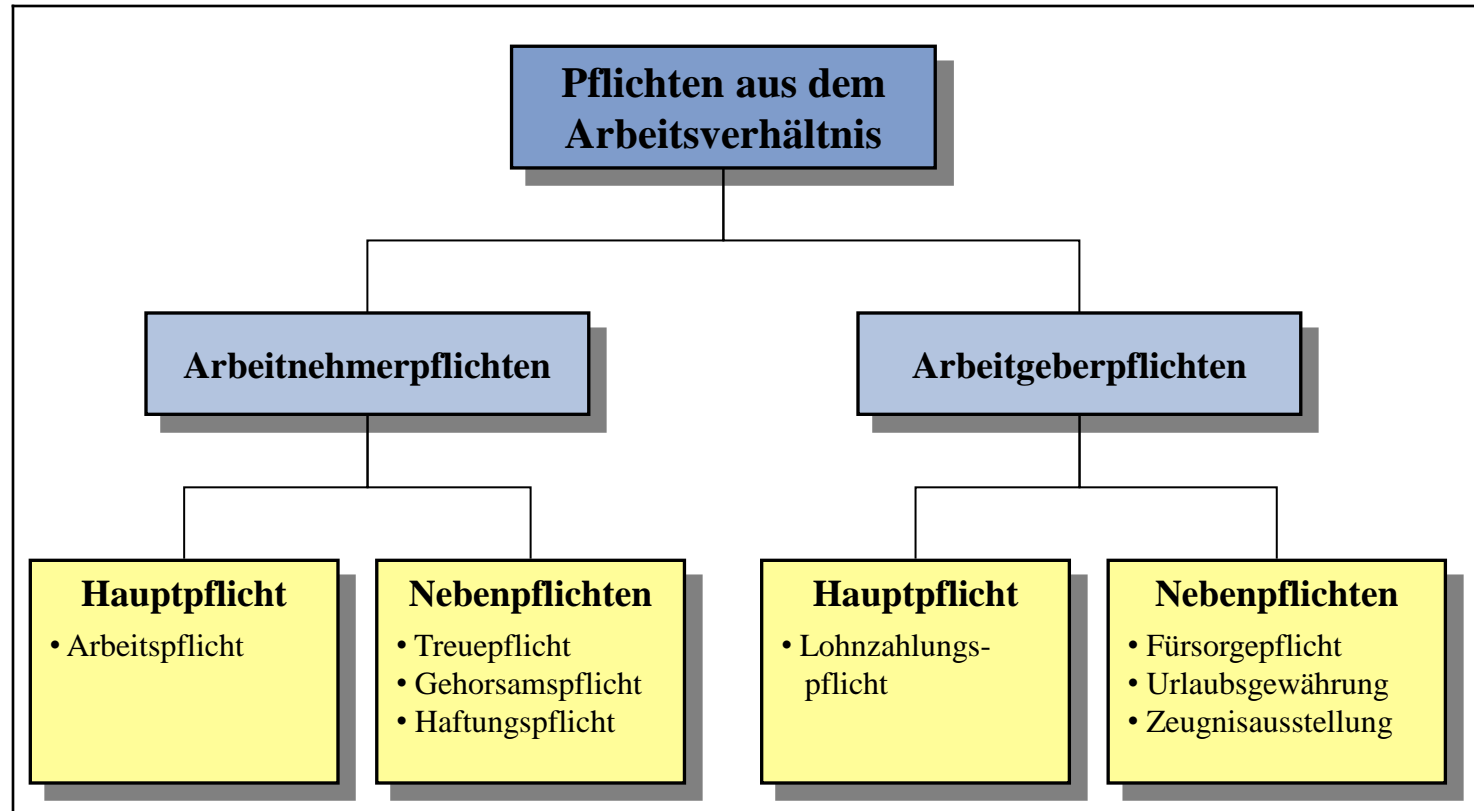 Pflichten aus dem
Arbeitsverhältnis
Arbeitnehmerpflichten
Arbeitgeberpflichten
Hauptpflicht
• Arbeitspflicht
Nebenpflichten
• Treuepflicht
• Gehorsamspflicht
• Haftungspflicht
Hauptpflicht
• Lohnzahlungs-
pflicht
Nebenpflichten
• Fürsorgepflicht
• Urlaubsgewährung
• Zeugnisausstellung